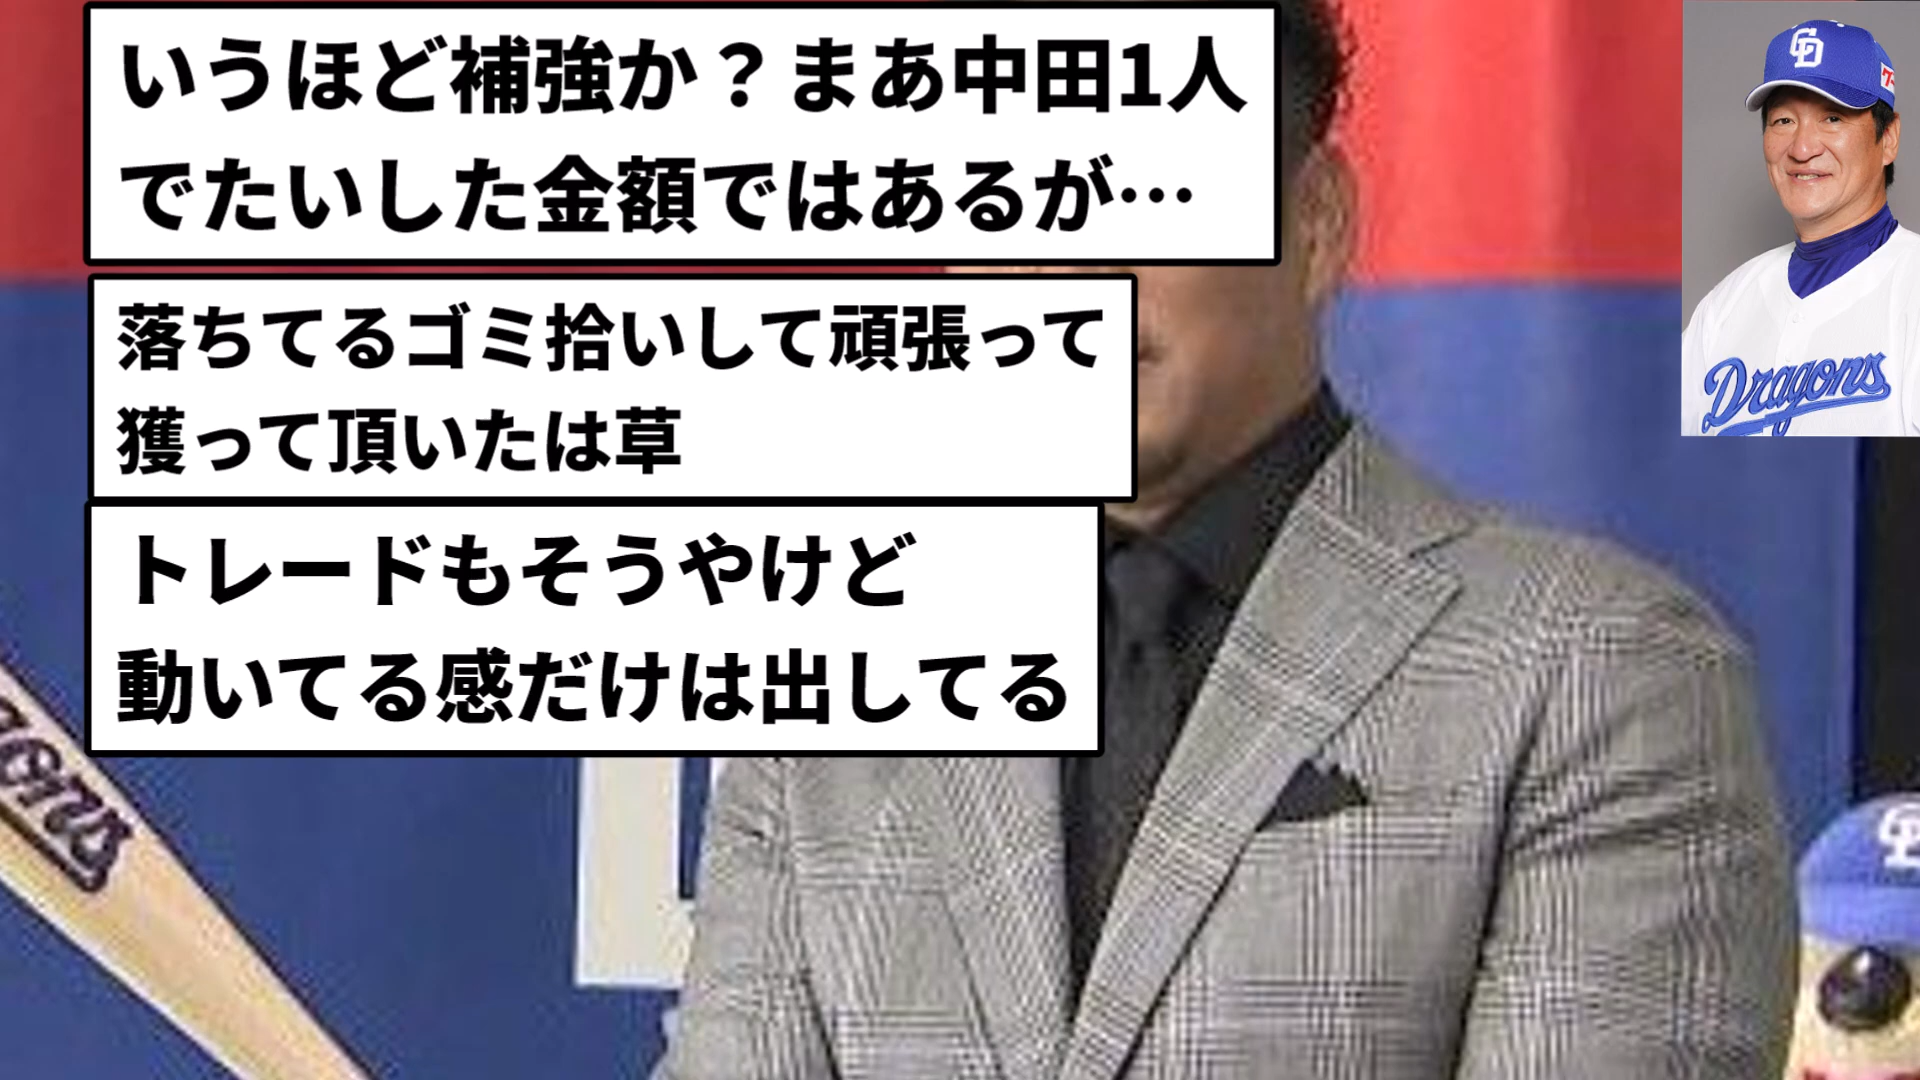 いうほど補強か？まあ中田1人
でたいした金額ではあるが…
落ちてるゴミ拾いして頑張って
獲って頂いたは草
トレードもそうやけど
動いてる感だけは出してる
CD
Dragons